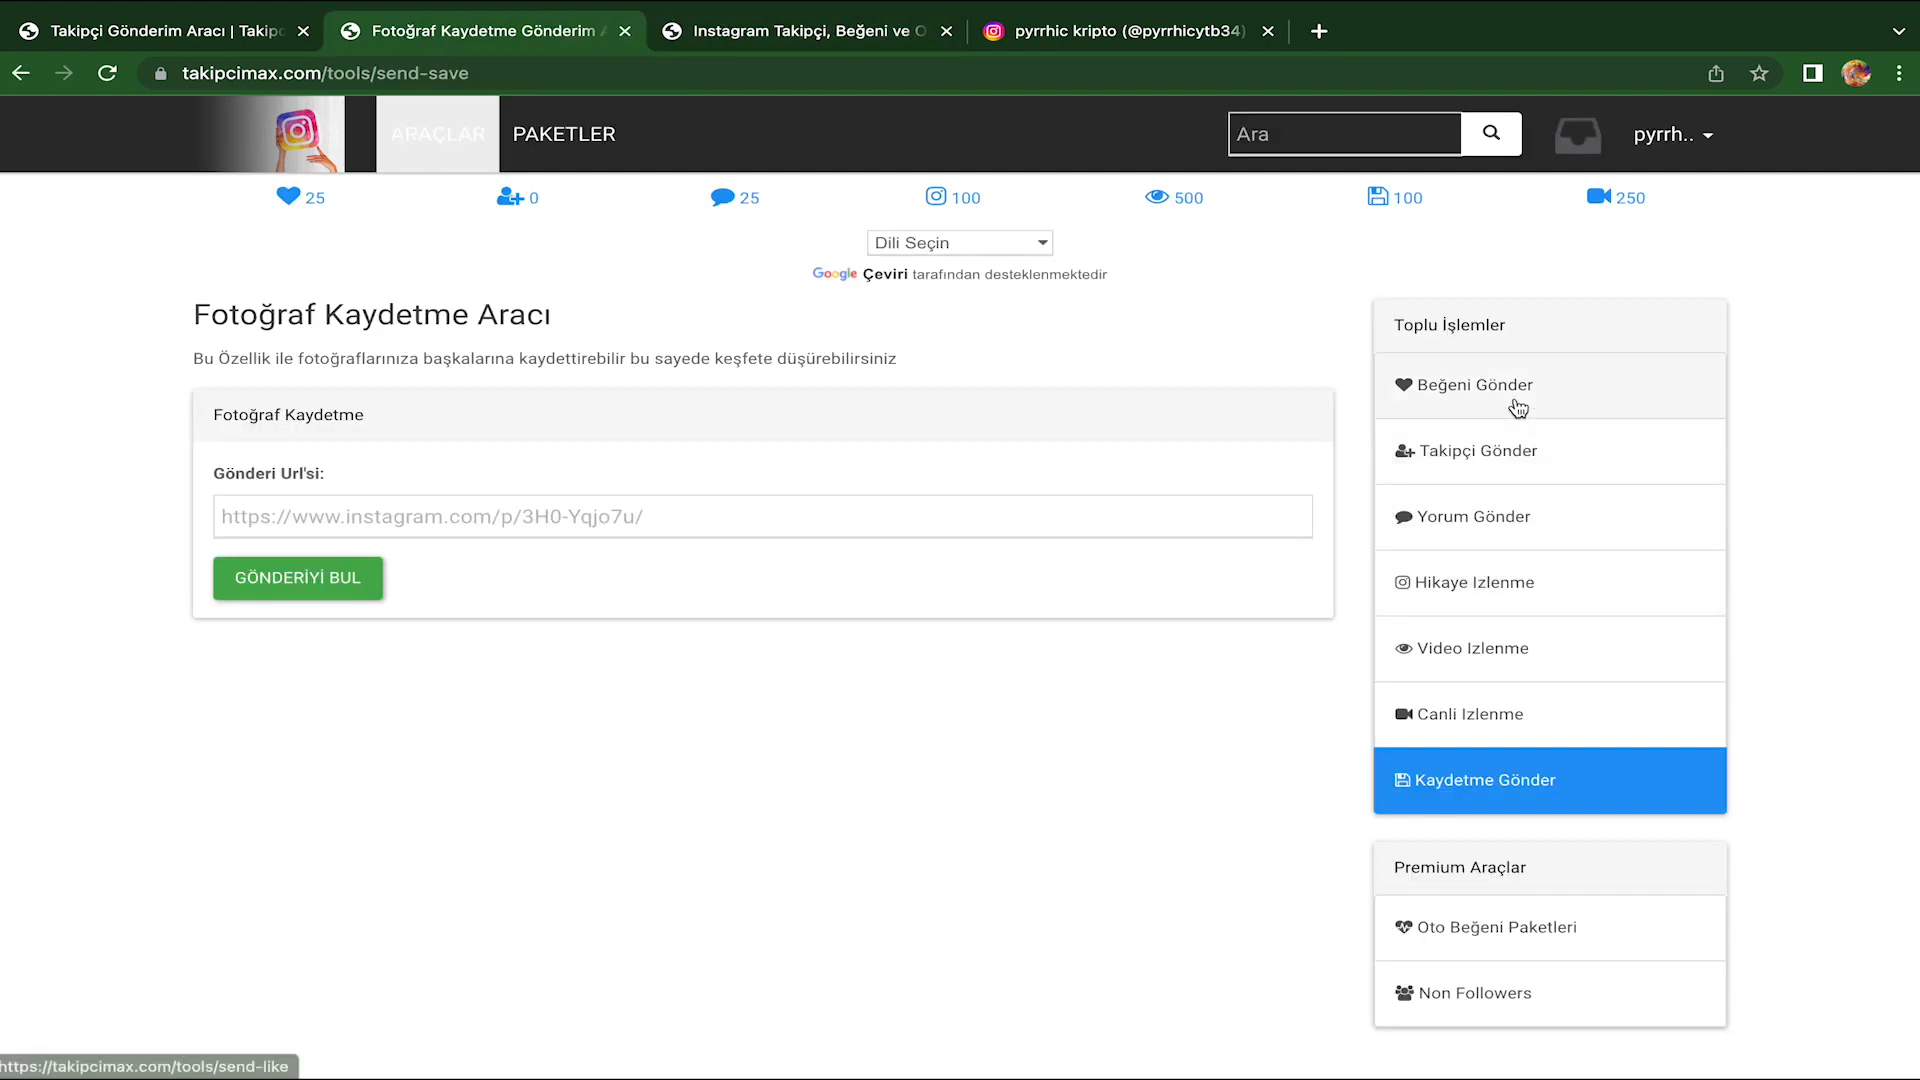 Takipçi Gönderim Aracı | Takip
Fotoğraf Kaydetme Gönderim A
Instagram Takipçi, Beğeni ve O
pyrrhic kripto (@pyrrhicytb34)
takipcimax.com/tools/send-save
ARAÇLAR
PAKETLER
Ara
pyrrh..
25
0
25
100
500
100
250
Dili Seçin
Google Çeviri tarafından desteklenmektedir
Fotoğraf Kaydetme Aracı
Bu Özellik ile fotoğraflarınıza başkalarına kaydettirebilir bu sayede keşfete düşürebilirsiniz
Fotoğraf Kaydetme
Gönderi Url'si:
https://www.instagram.com/p/3H0-Yqjo7u/
GÖNDERİYİ BUL
Toplu İşlemler
Beğeni Gönder
Takipçi Gönder
Yorum Gönder
Hikaye Izlenme
Video Izlenme
Canli Izlenme
Kaydetme Gönder
Premium Araçlar
Oto Beğeni Paketleri
Non Followers
https://takipcimax.com/tools/send-like